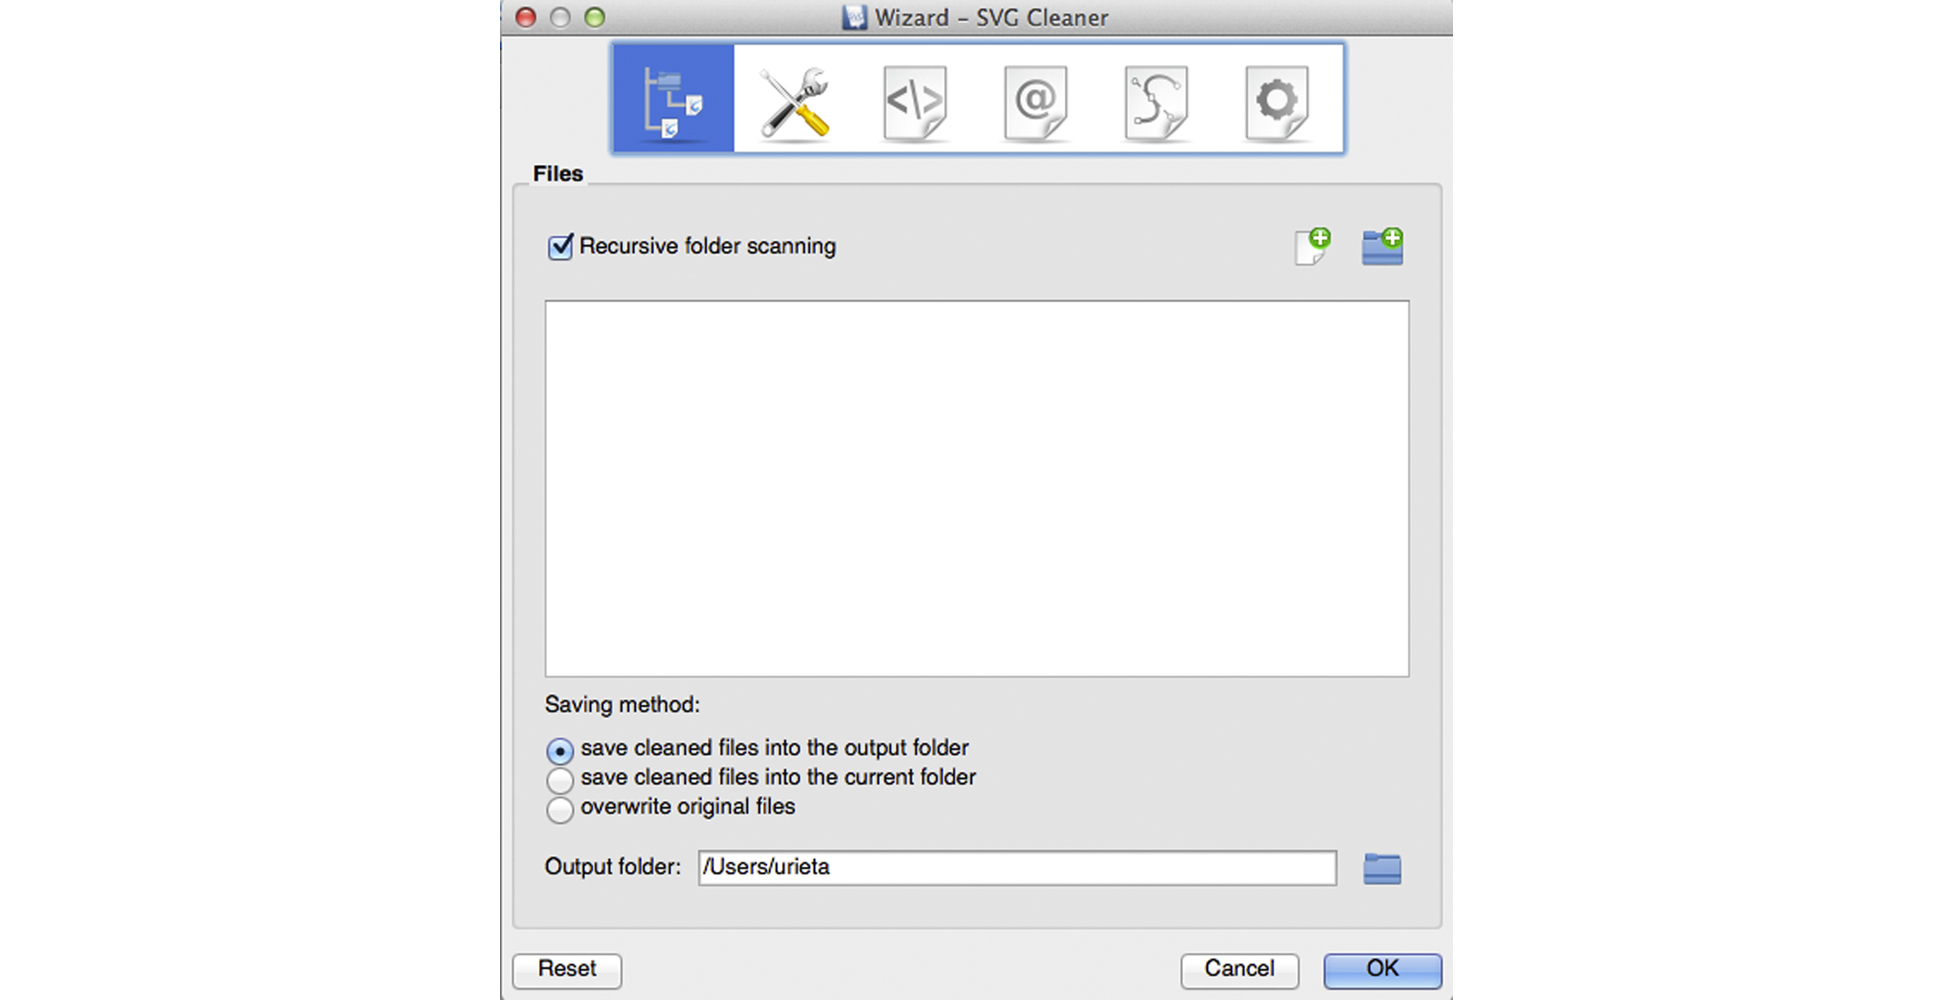 Wizard – SVG Cleaner
</>
@
Files
Recursive folder scanning
Saving method:
save cleaned files into the output folder
save cleaned files into the current folder
overwrite original files
Output folder: /Users/urieta
Reset Cancel OK